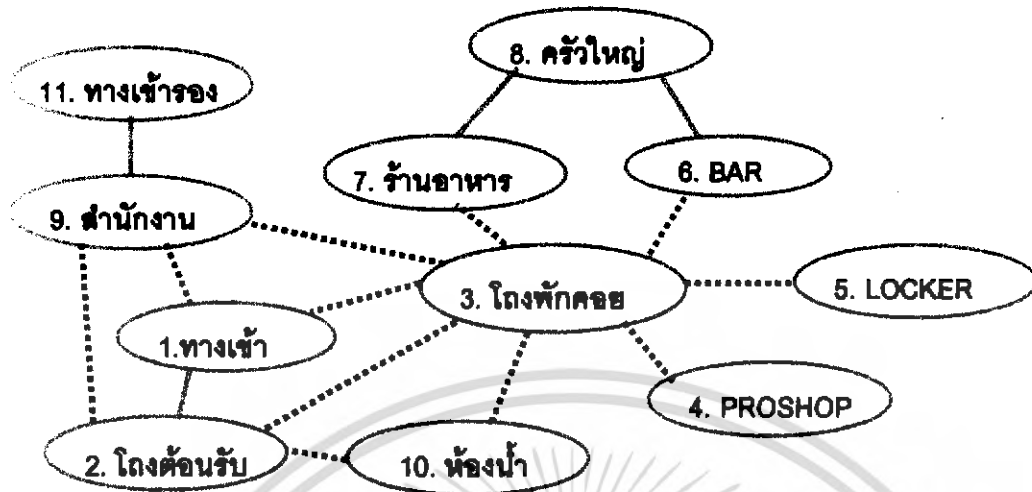 8. ครัวใหญ่
11. ทางเข้ารอง
7. ร้านอาหาร
6. BAR
9. สำนักงาน
3. โถงพักคอย
5. LOCKER
1.ทางเข้า
4. PROSHOP
2. โถงต้อนรับ
10. ห้องน้ำ